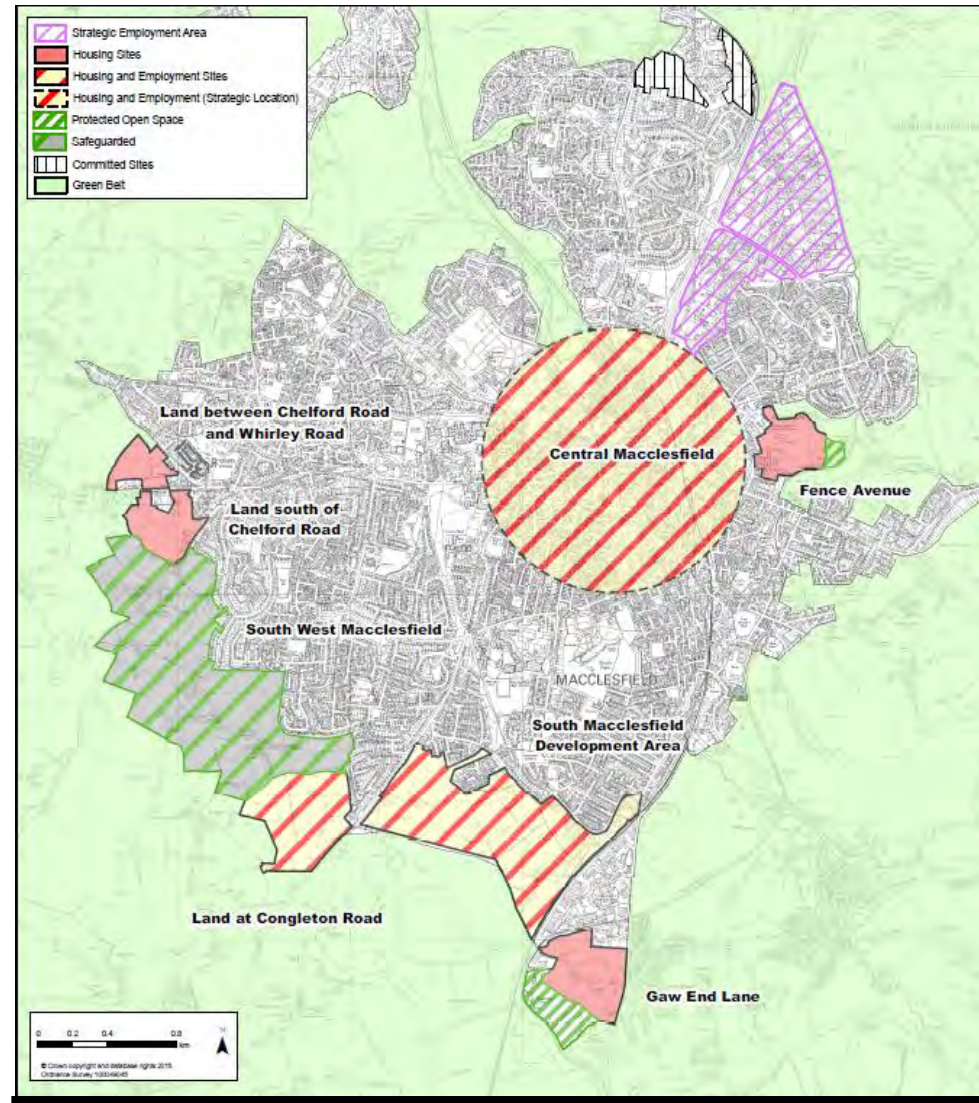 Strategic Employment Area
Housing Sites
Housing and Employment Sites
Housing and Employment (Strategic Location)
Protected Open Space
Safeguarded
Committed Sites
Green Belt
Land between Chelford Road
and Whirley Road
Central Macclesfield
Fence Avenue
Land south of
Chelford Road
South West Macclesfield
MACCLESFIELD
South Macclesfield
Development Area
Land at Congleton Road
Gaw End Lane
0 0.2 0.4 0.8
km
N
© Crown copyright and database rights 2015
Ordnance Survey 100049045